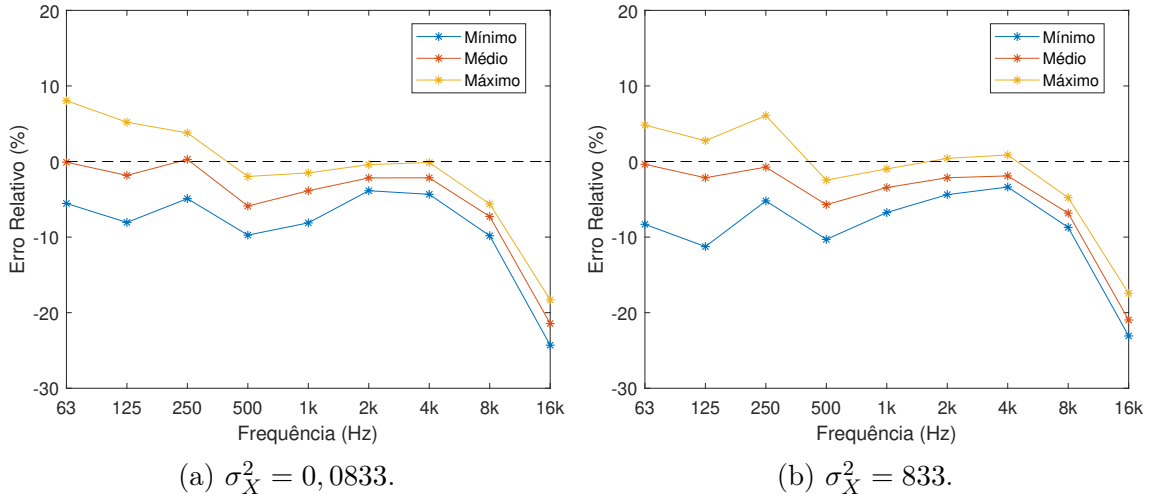 20
10
0
-10
-20
-30
Erro Relativo (%)
Mínimo
Médio
Máximo
63 125 250 500 1k 2k 4k 8k 16k
Frequência (Hz)
(a) σ²_X = 0,0833.
20
10
0
-10
-20
-30
Erro Relativo (%)
Mínimo
Médio
Máximo
63 125 250 500 1k 2k 4k 8k 16k
Frequência (Hz)
(b) σ²_X = 833.